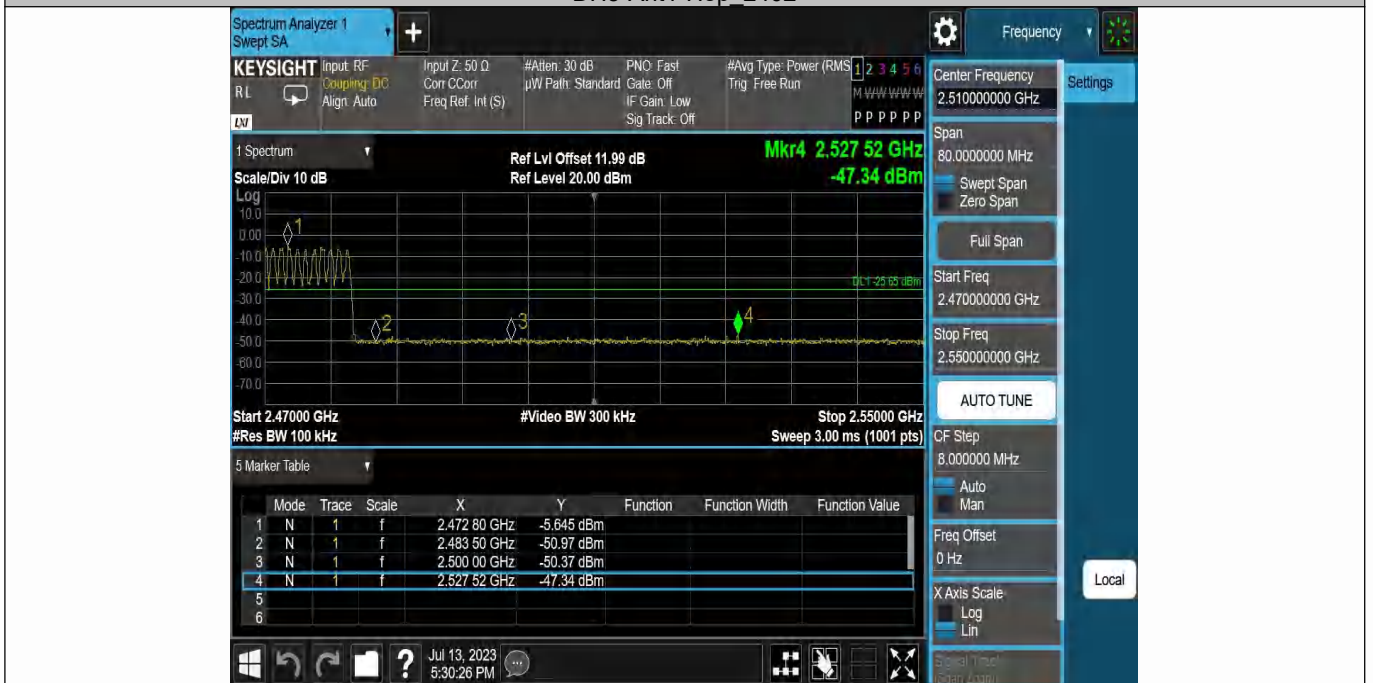 Spectrum Analyzer 1
Swept SA
+
Frequency
KEYSIGHT
Input: RF
Input Z: 50 Ω
#Atten: 30 dB
PNO: Fast
#Avg Type: Power (RMS
1 2 3 4 5 6
RL
Coupling: DC
Corr CCorr
µW Path: Standard
Gate: Off
Trig: Free Run
M W W W W W
Align: Auto
Freq Ref: Int (S)
IF Gain: Low
Sig Track: Off
P P P P P P
LXI
1 Spectrum
Ref Lvl Offset 11.99 dB
Mkr4 2.527 52 GHz
Scale/Div 10 dB
Ref Level 20.00 dBm
-47.34 dBm
Log
10.0
0.00
-10.0
-20.0
-30.0
-40.0
-50.0
-60.0
-70.0
1
2
3
4
DL1 -25.65 dBm
Start 2.47000 GHz
#Video BW 300 kHz
Stop 2.55000 GHz
#Res BW 100 kHz
Sweep 3.00 ms (1001 pts)
5 Marker Table
Mode Trace Scale X Y Function Function Width Function Value
1 N 1 f 2.472 80 GHz -5.645 dBm
2 N 1 f 2.483 50 GHz -50.97 dBm
3 N 1 f 2.500 00 GHz -50.37 dBm
4 N 1 f 2.527 52 GHz -47.34 dBm
5
6
Jul 13, 2023
5:30:26 PM
Center Frequency
2.510000000 GHz
Settings
Span
80.0000000 MHz
Swept Span
Zero Span
Full Span
Start Freq
2.470000000 GHz
Stop Freq
2.550000000 GHz
AUTO TUNE
CF Step
8.000000 MHz
Auto
Man
Freq Offset
0 Hz
Local
X Axis Scale
Log
Lin
Signal Track
(Span Zoom)